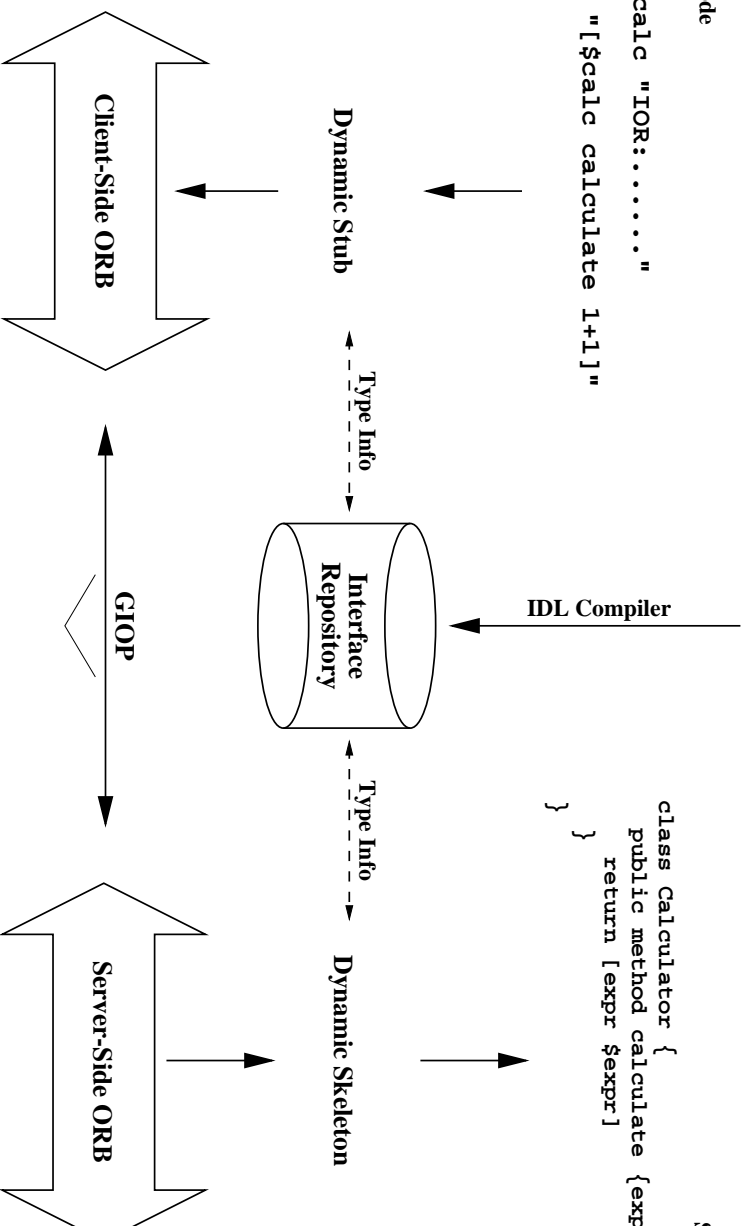 ode
calc "IOR:......."
"[$calc calculate 1+1]"
class Calculator {
public method calculate {exp
return [expr $expr]
}
}
IDL Compiler
Dynamic Stub
Type Info
Interface
Repository
Type Info
Dynamic Skeleton
Client-Side ORB
GIOP
Server-Side ORB